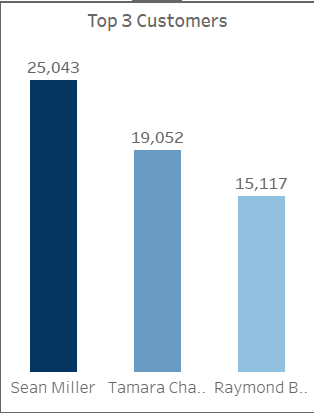 Top 3 Customers
25,043
19,052
15,117
Sean Miller Tamara Cha.. Raymond B..